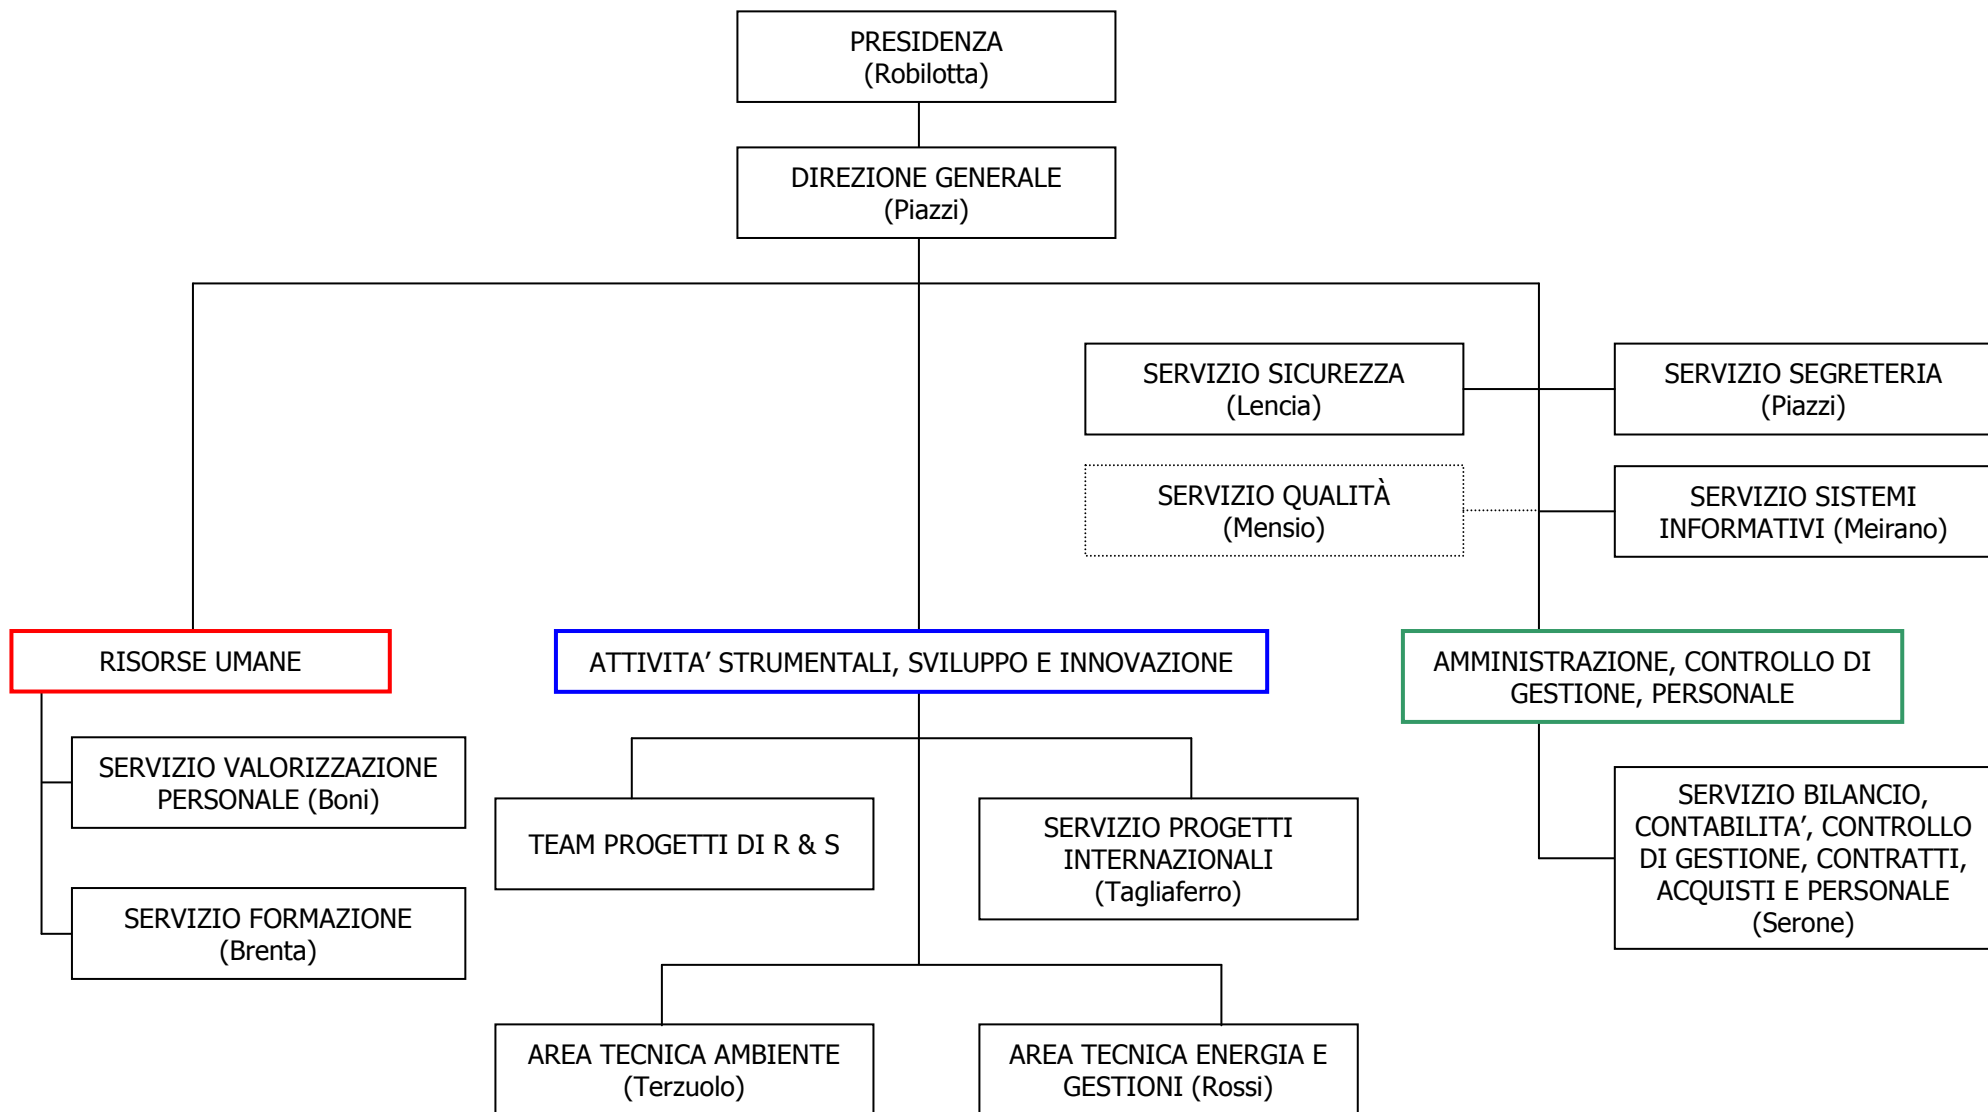 PRESIDENZA
(Robilotta)
DIREZIONE GENERALE
(Piazzi)
SERVIZIO SICUREZZA
(Lencia)
SERVIZIO SEGRETERIA
(Piazzi)
SERVIZIO QUALITÀ
(Mensio)
SERVIZIO SISTEMI
INFORMATIVI (Meirano)
RISORSE UMANE
ATTIVITA’ STRUMENTALI, SVILUPPO E INNOVAZIONE
AMMINISTRAZIONE, CONTROLLO DI
GESTIONE, PERSONALE
SERVIZIO VALORIZZAZIONE
PERSONALE (Boni)
TEAM PROGETTI DI R & S
SERVIZIO PROGETTI
INTERNAZIONALI
(Tagliaferro)
SERVIZIO BILANCIO,
CONTABILITA’, CONTROLLO
DI GESTIONE, CONTRATTI,
ACQUISTI E PERSONALE
(Serone)
SERVIZIO FORMAZIONE
(Brenta)
AREA TECNICA AMBIENTE
(Terzuolo)
AREA TECNICA ENERGIA E
GESTIONI (Rossi)